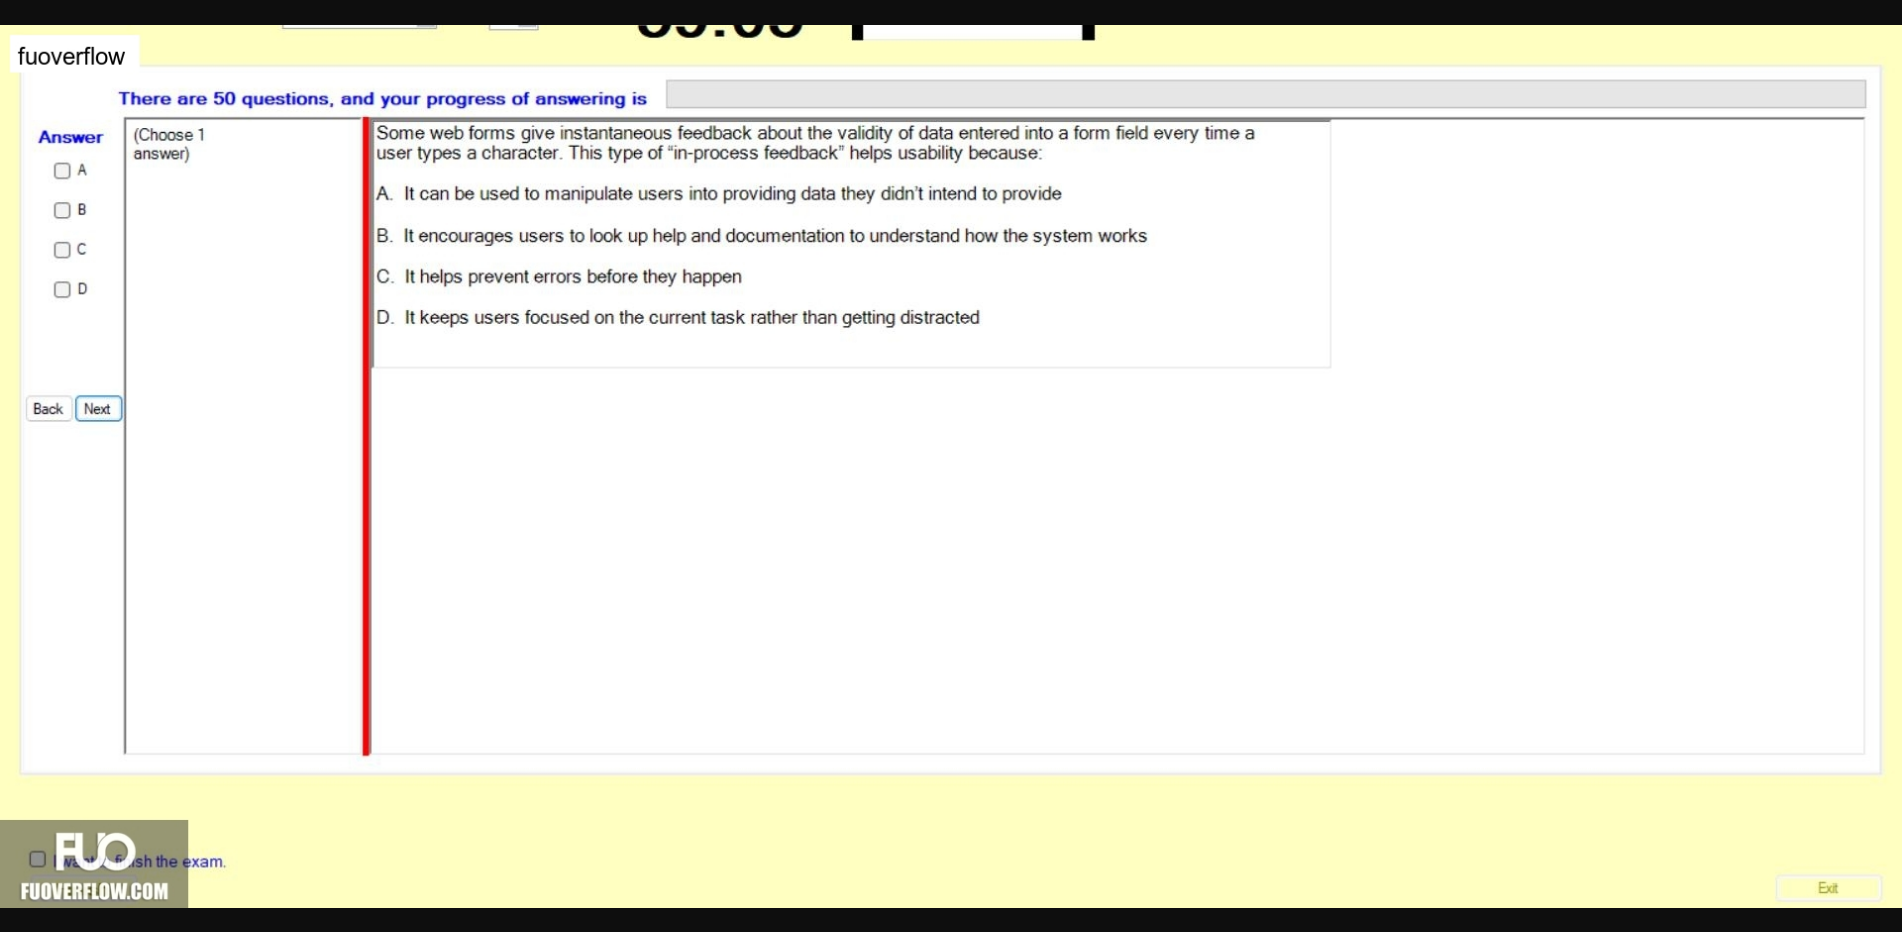 fuoverflow
There are 50 questions, and your progress of answering is
Answer
(Choose 1
answer)
A
B
C
D
Some web forms give instantaneous feedback about the validity of data entered into a form field every time a
user types a character. This type of “in-process feedback” helps usability because:
A. It can be used to manipulate users into providing data they didn’t intend to provide
B. It encourages users to look up help and documentation to understand how the system works
C. It helps prevent errors before they happen
D. It keeps users focused on the current task rather than getting distracted
Back Next
FUO
I want finish the exam.
FUOVERFLOW.COM
Exit